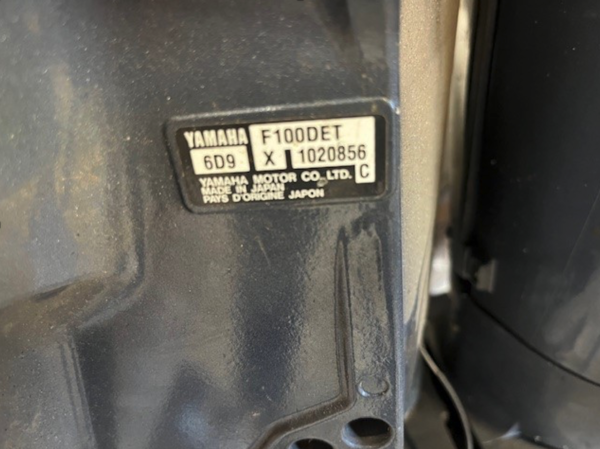 YAMAHA F100DET
6D9 X 1020856
YAMAHA MOTOR CO., LTD. C
MADE IN JAPAN
PAYS D'ORIGINE JAPON